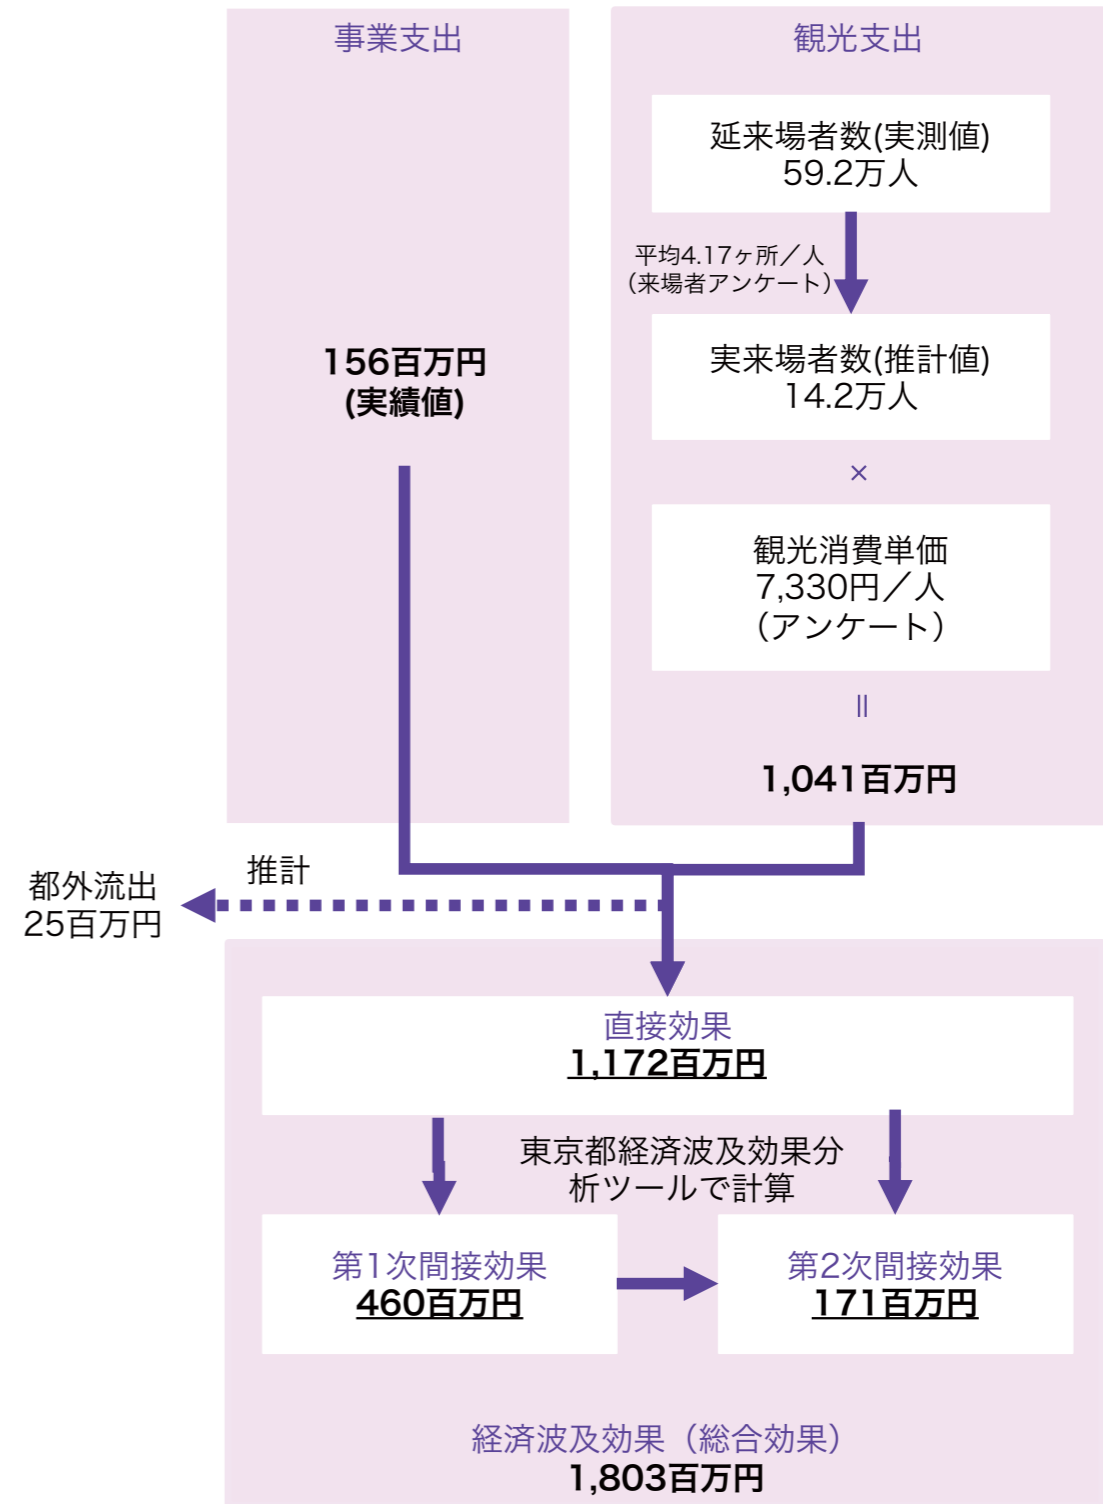 事業支出
156百万円
(実績値)
観光支出
延来場者数(実測値)
59.2万人
平均4.17ヶ所／人
（来場者アンケート）
実来場者数(推計値)
14.2万人
×
観光消費単価
7,330円／人
（アンケート）
＝
1,041百万円
推計
都外流出
25百万円
直接効果
1,172百万円
東京都経済波及効果分
析ツールで計算
第1次間接効果
460百万円
第2次間接効果
171百万円
経済波及効果（総合効果）
1,803百万円